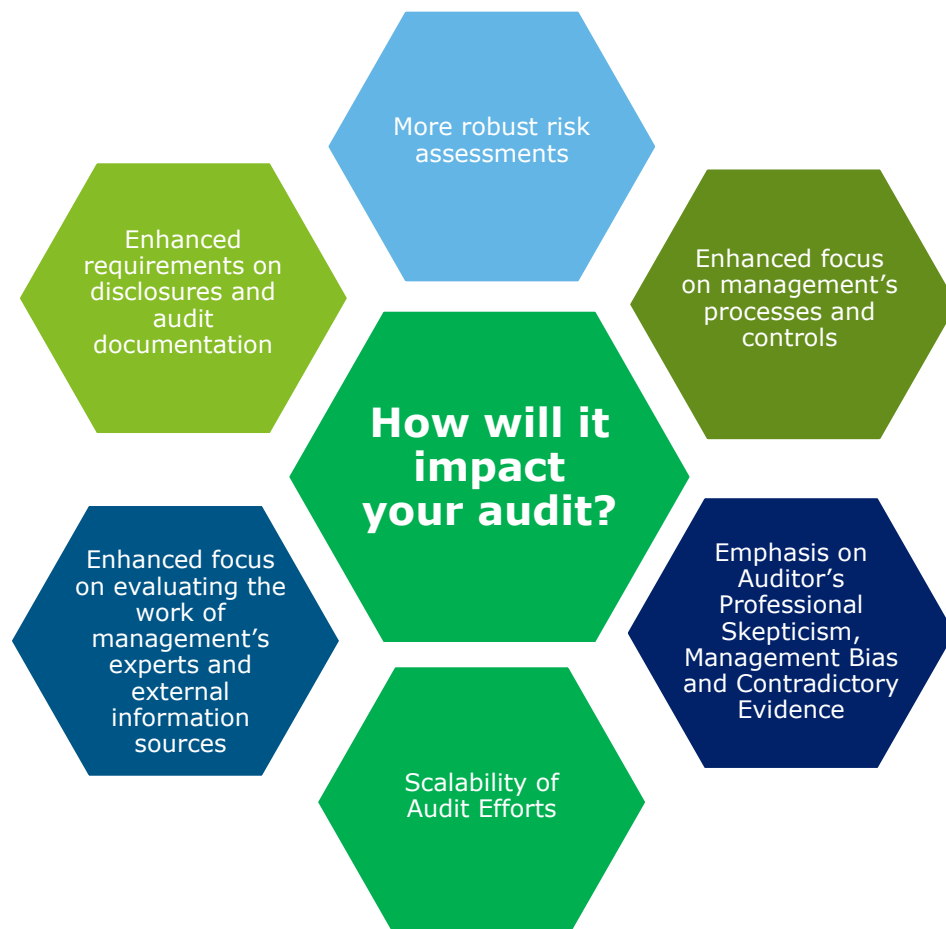 More robust risk
assessments
Enhanced
requirements on
disclosures and
audit
documentation
Enhanced focus
on management’s
processes and
controls
How will it
impact
your audit?
Enhanced focus
on evaluating the
work of
management’s
experts and
external
information
sources
Emphasis on
Auditor’s
Professional
Skepticism,
Management Bias
and Contradictory
Evidence
Scalability of
Audit Efforts